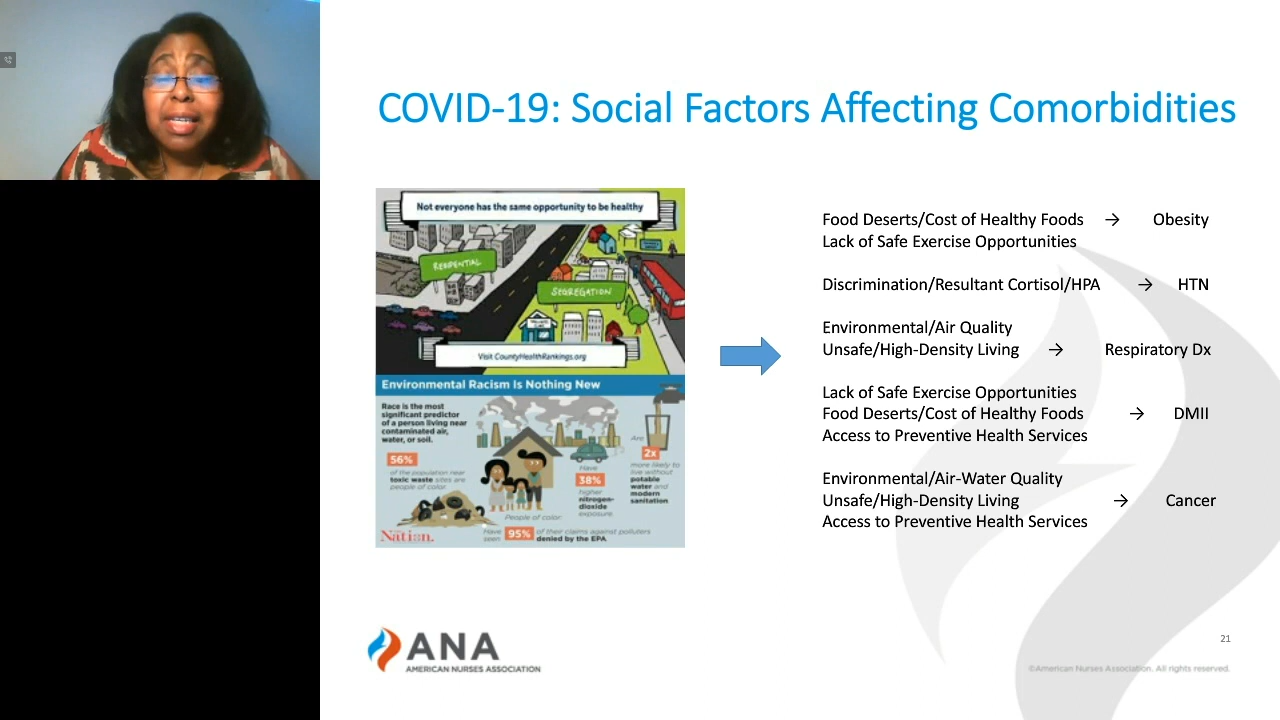 COVID-19: Social Factors Affecting Comorbidities
Not everyone has the same opportunity to be healthy
RESIDENTIAL
SEGREGATION
Visit CountyHealthRankings.org
Environmental Racism Is Nothing New
Race is the most
significant predictor
of a person living near
contaminated air,
water, or soil.
56%
of the population near
toxic waste sites are
people of color.
Have
38%
higher
nitrogen-
dioxide
exposure.
Are
2x
more likely to
live without
potable
water and
modern
sanitation.
People of color:
Have
seen
95%
of their claims against polluters
denied by the EPA
The Nation.
Food Deserts/Cost of Healthy Foods → Obesity
Lack of Safe Exercise Opportunities
Discrimination/Resultant Cortisol/HPA → HTN
Environmental/Air Quality
Unsafe/High-Density Living → Respiratory Dx
Lack of Safe Exercise Opportunities
Food Deserts/Cost of Healthy Foods → DMII
Access to Preventive Health Services
Environmental/Air-Water Quality
Unsafe/High-Density Living → Cancer
Access to Preventive Health Services
ANA
AMERICAN NURSES ASSOCIATION
21
©American Nurses Association. All rights reserved.